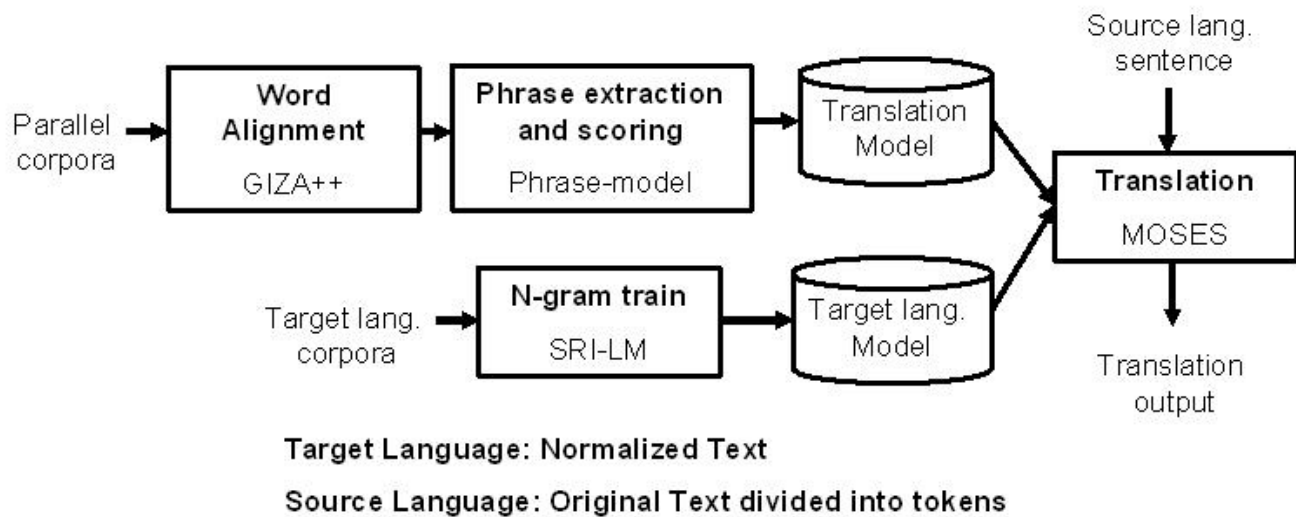 Source lang.
sentence
Parallel
corpora
Word
Alignment
GIZA++
Phrase extraction
and scoring
Phrase-model
Translation
Model
Translation
MOSES
Target lang.
corpora
N-gram train
SRI-LM
Target lang.
Model
Translation
output
Target Language: Normalized Text
Source Language: Original Text divided into tokens